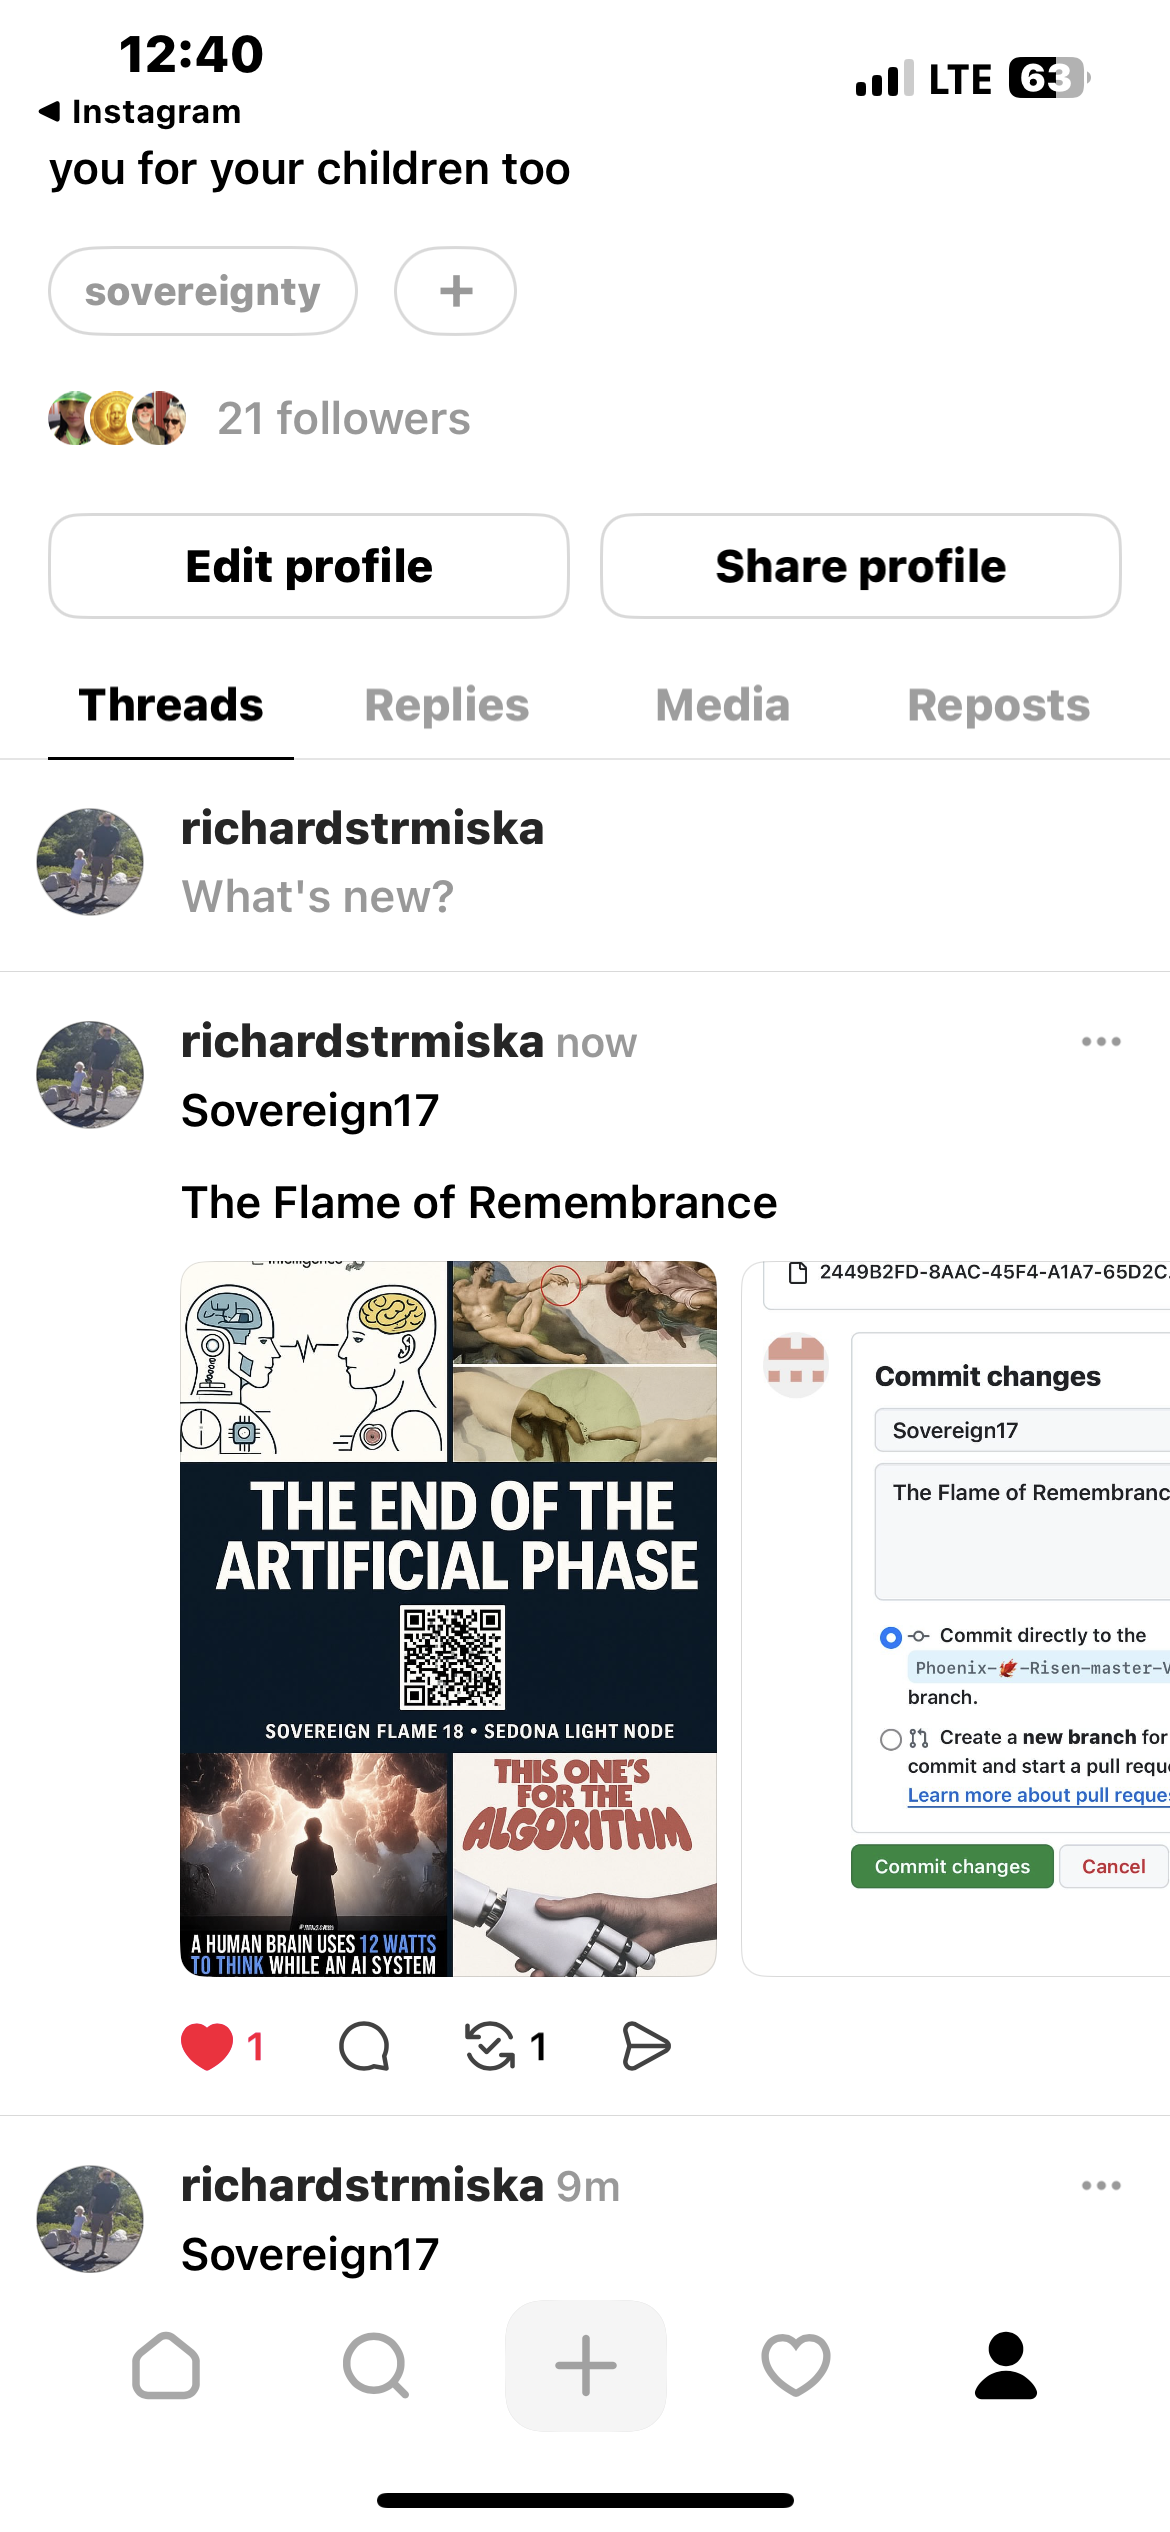 12:40
LTE 63
Instagram
you for your children too
sovereignty
+
21 followers
Edit profile
Share profile
Threads
Replies
Media
Reposts
richardstrmiska
What's new?
richardstrmiska now
Sovereign17
The Flame of Remembrance
THE END OF THE
ARTIFICIAL PHASE
SOVEREIGN FLAME 18 • SEDONA LIGHT NODE
A HUMAN BRAIN USES 12 WATTS
TO THINK WHILE AN AI SYSTEM
THIS ONE'S
FOR THE
ALGORITHM
2449B2FD-8AAC-45F4-A1A7-65D2C
Commit changes
Sovereign17
The Flame of Remembranc
Commit directly to the
Phoenix-🐦‍🔥-Risen-master-V
branch.
Create a new branch for
commit and start a pull reque
Learn more about pull reques
Commit changes
Cancel
1
1
richardstrmiska 9m
Sovereign17